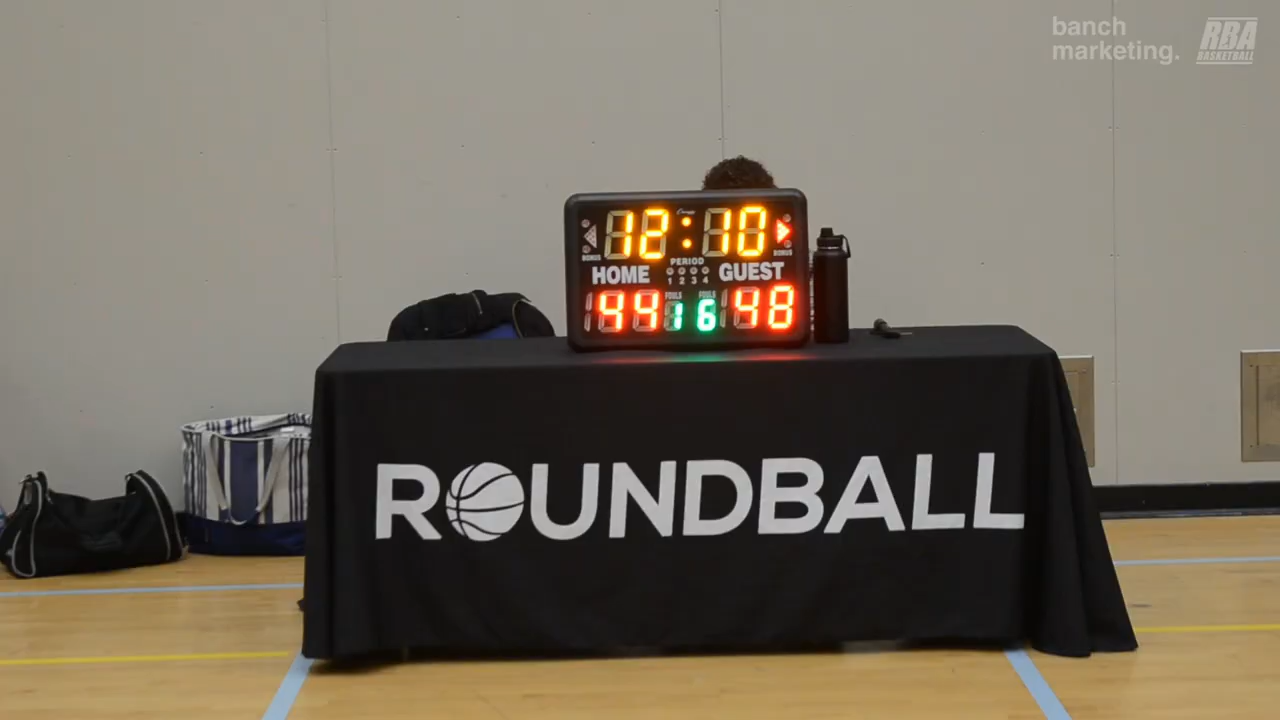 banch
marketing.
RBA
BASKETBALL
12:10
BONUS
BONUS
PERIOD
HOME
GUEST
1 2 3 4
FOULS
FOULS
44
1
6
48
ROUNDBALL